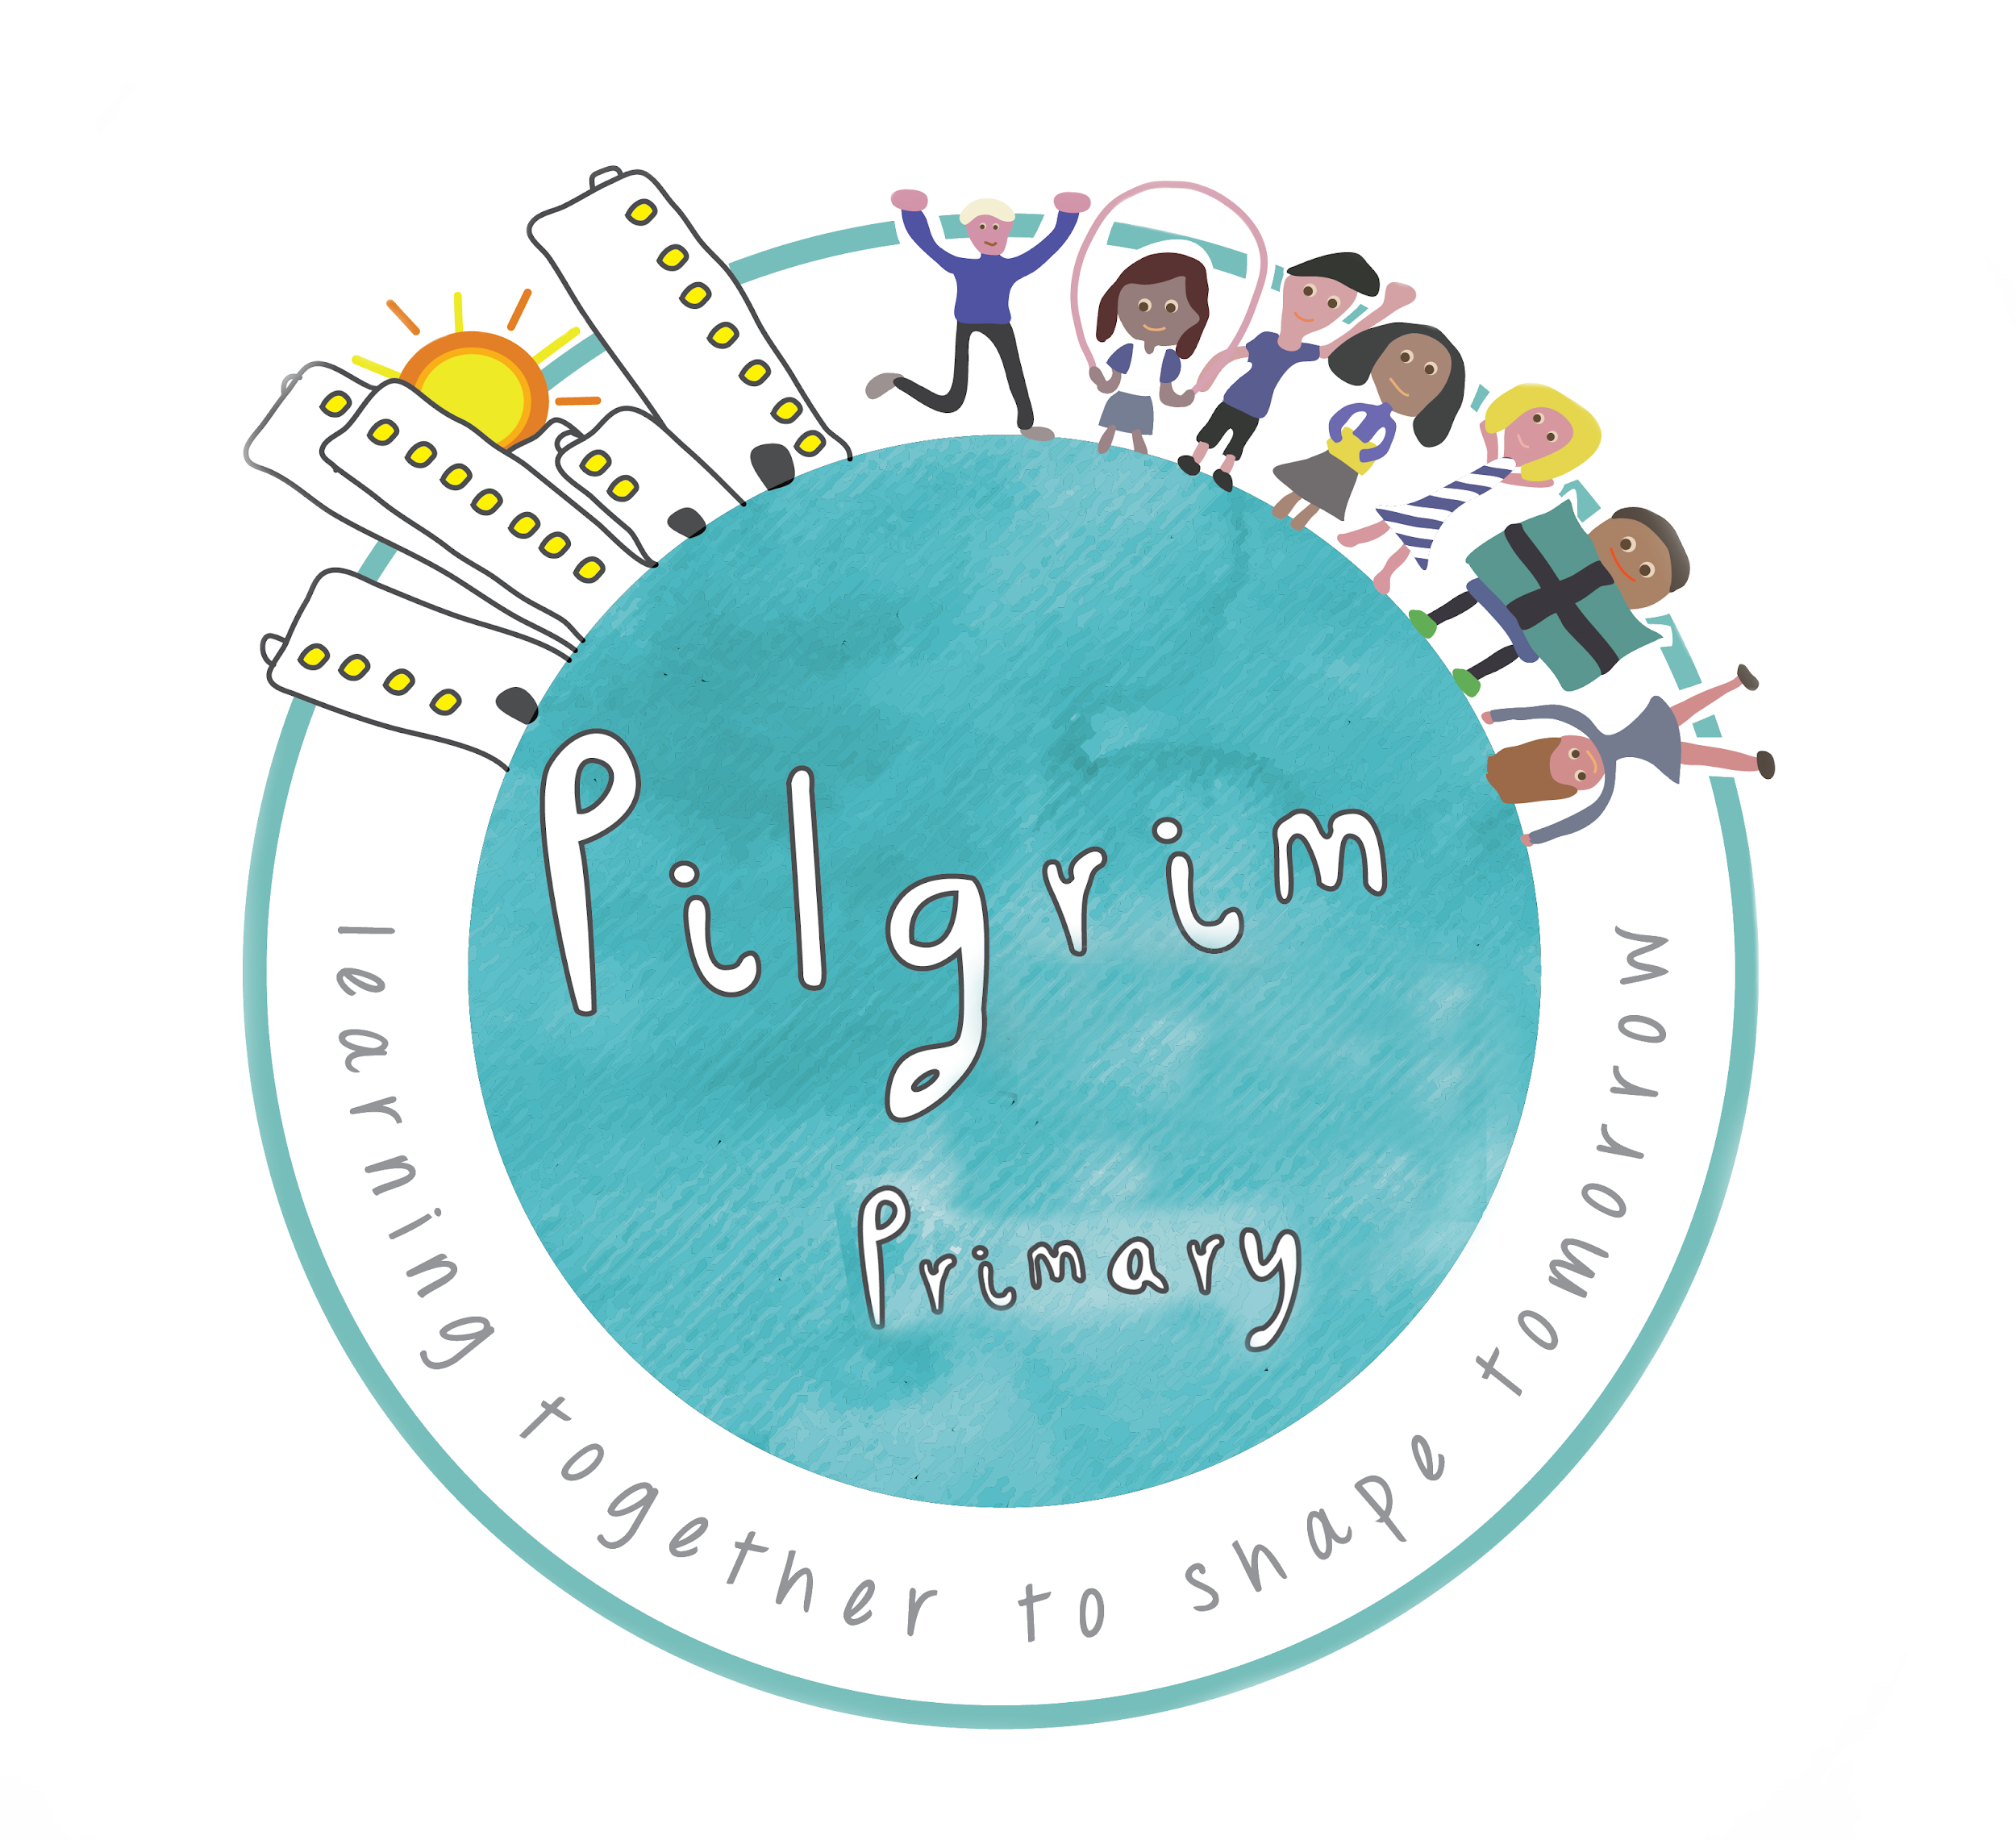 Pilgrim
Primary
learning together to shape tomorrow